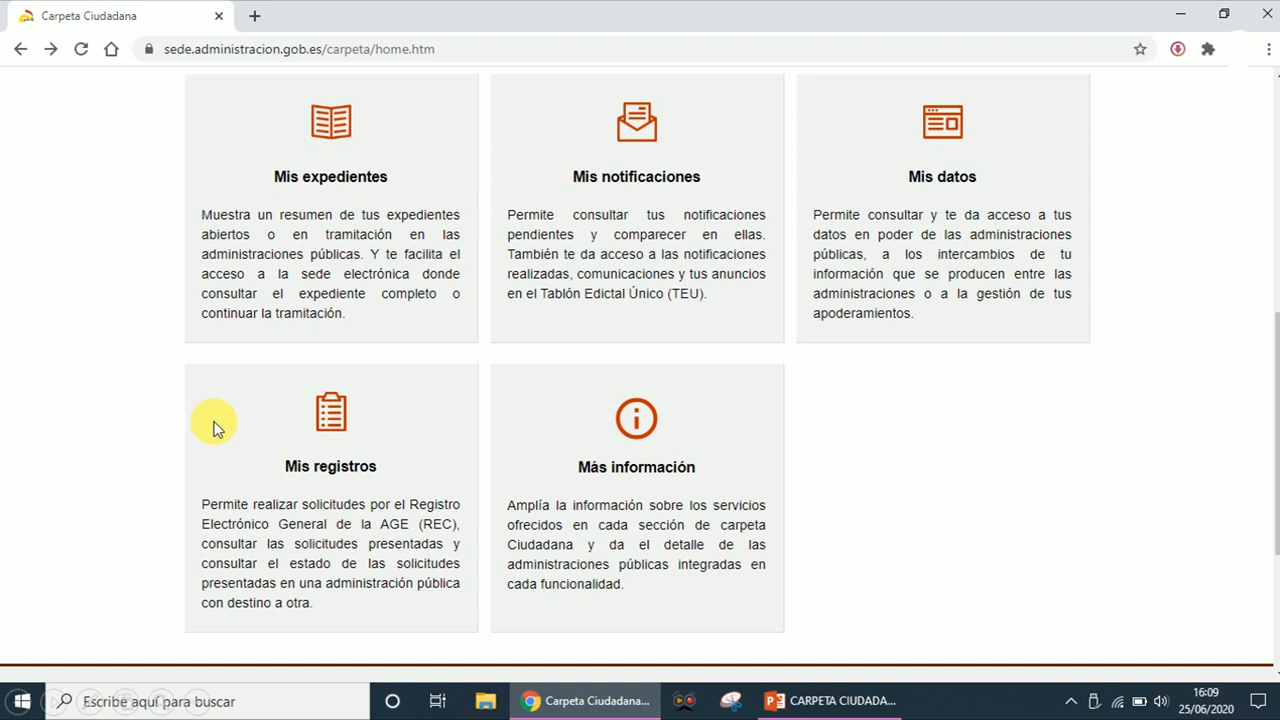 Carpeta Ciudadana
sede.administracion.gob.es/carpeta/home.htm
Mis expedientes
Muestra un resumen de tus expedientes
abiertos o en tramitación en las
administraciones públicas. Y te facilita el
acceso a la sede electrónica donde
consultar el expediente completo o
continuar la tramitación.
Mis notificaciones
Permite consultar tus notificaciones
pendientes y comparecer en ellas.
También te da acceso a las notificaciones
realizadas, comunicaciones y tus anuncios
en el Tablón Edictal Único (TEU).
Mis datos
Permite consultar y te da acceso a tus
datos en poder de las administraciones
públicas, a los intercambios de tu
información que se producen entre las
administraciones o a la gestión de tus
apoderamientos.
Mis registros
Permite realizar solicitudes por el Registro
Electrónico General de la AGE (REC),
consultar las solicitudes presentadas y
consultar el estado de las solicitudes
presentadas en una administración pública
con destino a otra.
Más información
Amplía la información sobre los servicios
ofrecidos en cada sección de carpeta
Ciudadana y da el detalle de las
administraciones públicas integradas en
cada funcionalidad.
Escribe aquí para buscar
Carpeta Ciudadana...
CARPETA CIUDADA...
16:09
25/06/2020